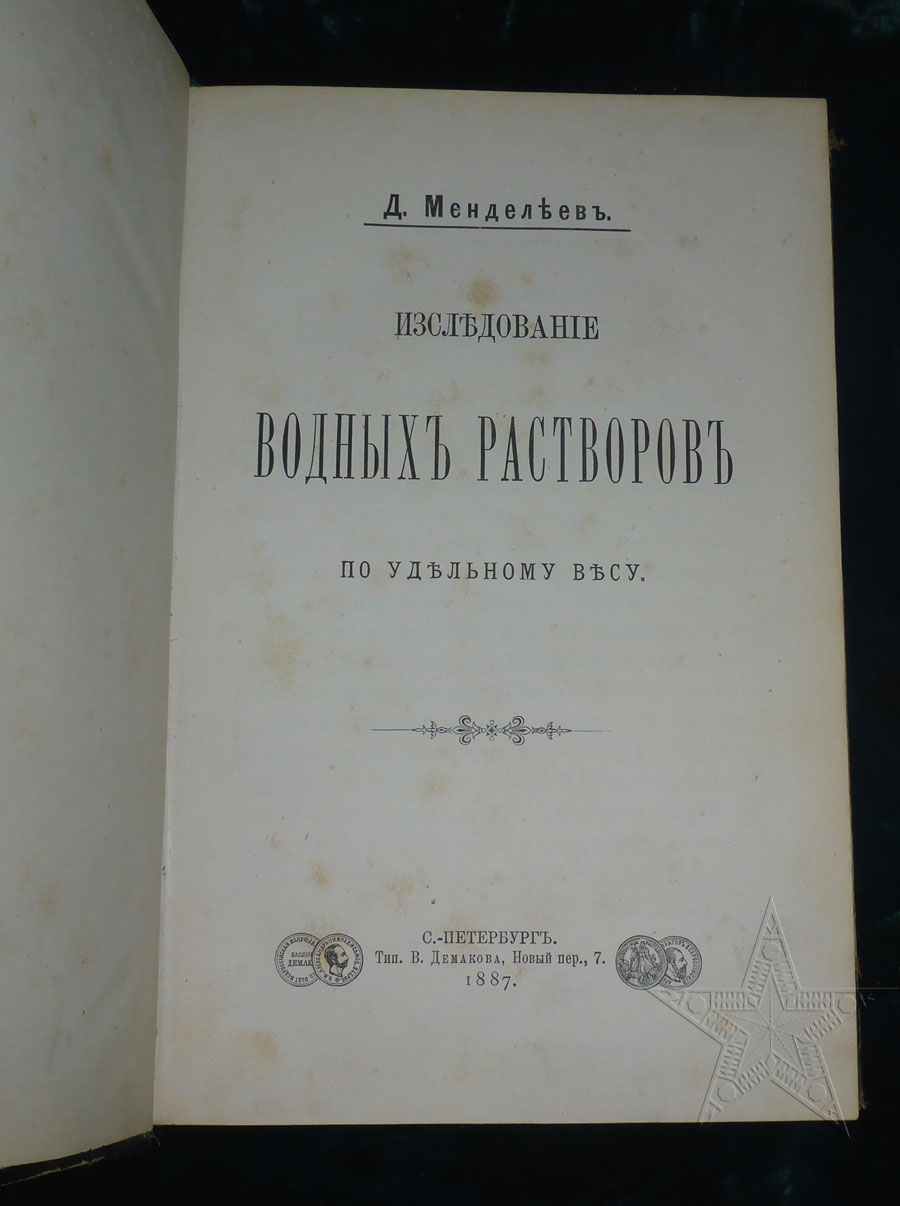 Д. Менделѣевъ.
ИЗСЛѢДОВАНІЕ
ВОДНЫХЪ РАСТВОРОВЪ
ПО УДѢЛЬНОМУ ВѢСУ.
С.-ПЕТЕРБУРГЪ.
Тип. В. Демакова, Новый пер., 7.
1887.